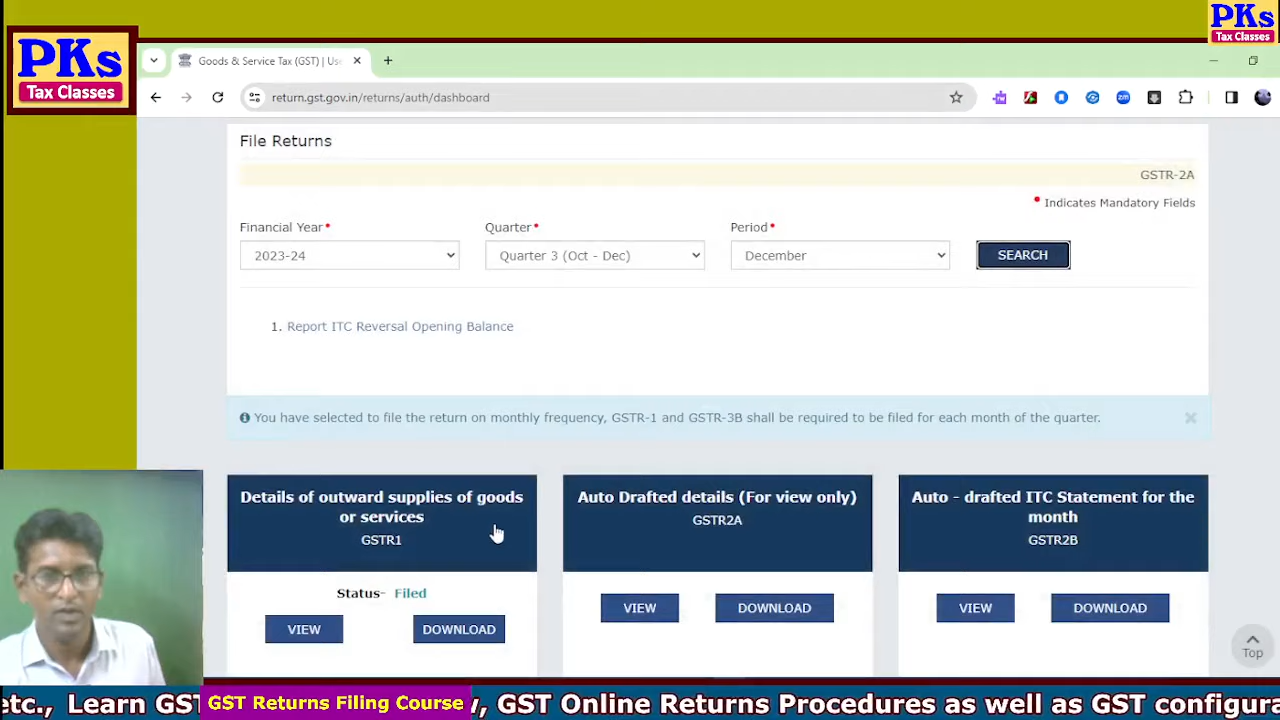 PKs
Tax Classes
PKs
Tax Classes
Goods & Service Tax (GST) | Use
return.gst.gov.in/returns/auth/dashboard
File Returns
GSTR-2A
• Indicates Mandatory Fields
Financial Year•
Quarter•
Period•
2023-24
Quarter 3 (Oct - Dec)
December
SEARCH
1. Report ITC Reversal Opening Balance
You have selected to file the return on monthly frequency, GSTR-1 and GSTR-3B shall be required to be filed for each month of the quarter.
Details of outward supplies of goods
or services
GSTR1
Status- Filed
VIEW
DOWNLOAD
Auto Drafted details (For view only)
GSTR2A
VIEW
DOWNLOAD
Auto - drafted ITC Statement for the
month
GSTR2B
VIEW
DOWNLOAD
Top
etc., Learn GST
GST Returns Filing Course
, GST Online Returns Procedures as well as GST configura